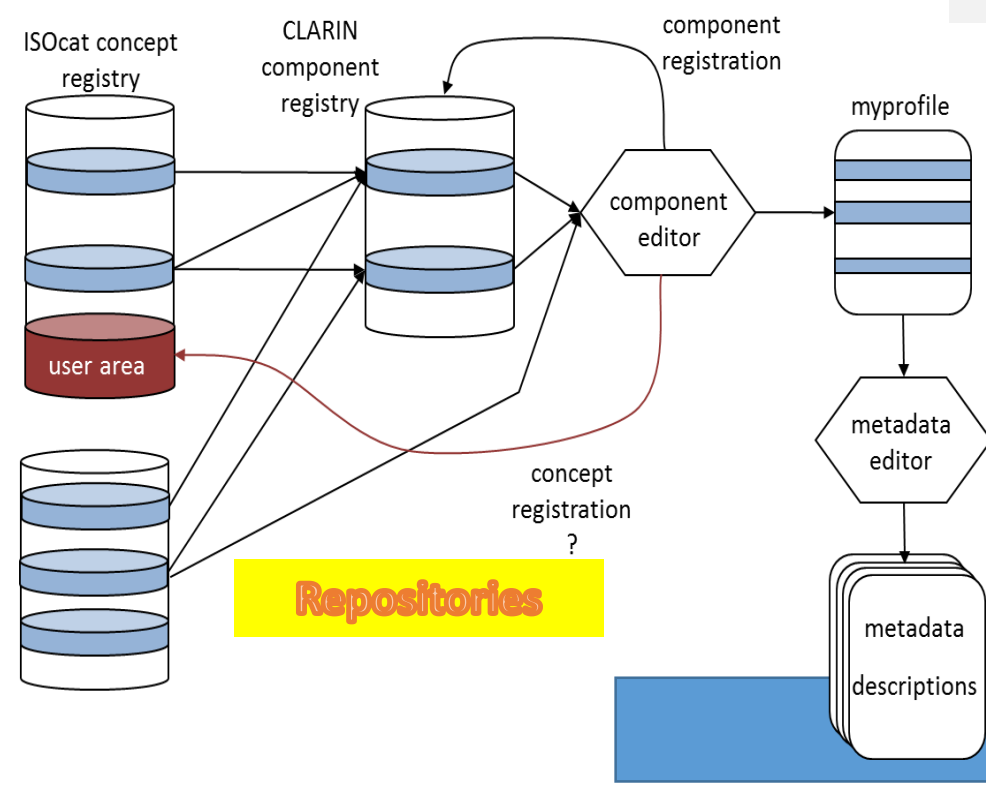 ISOcat concept
registry
CLARIN
component
registry
component
registration
myprofile
component
editor
user area
metadata
editor
concept
registration
?
Repositories
metadata
descriptions